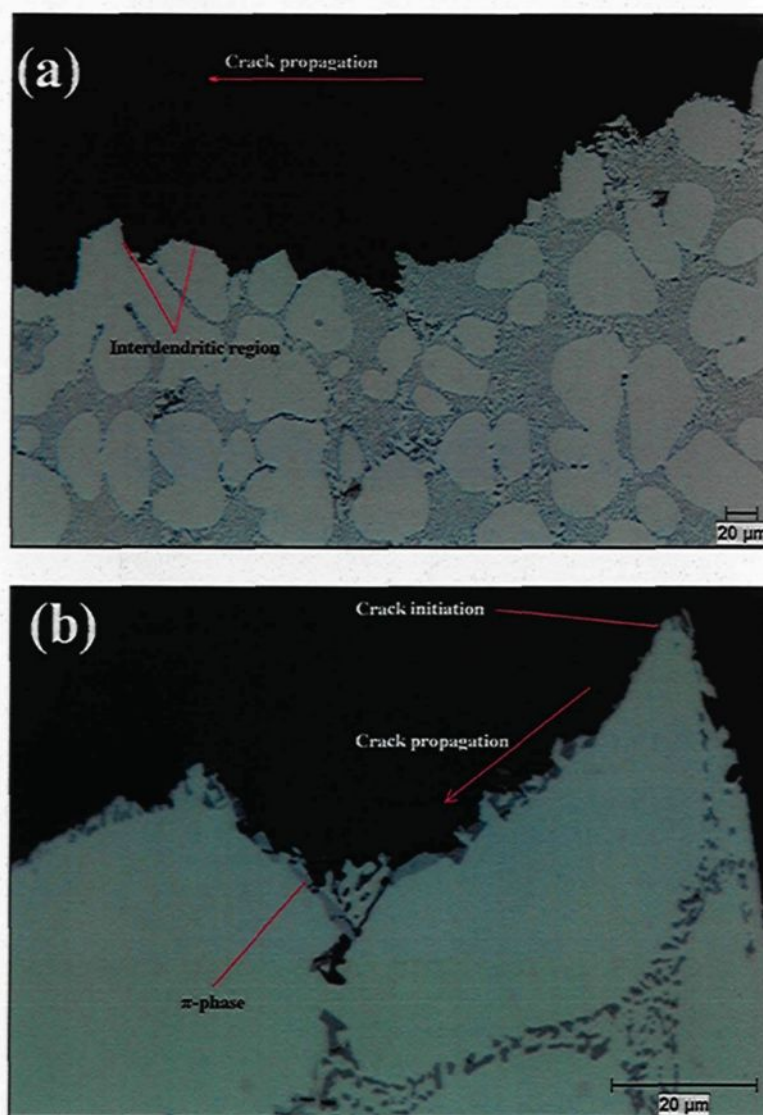 (a)
Crack propagation
Interdendritic region
20 µm
(b)
Crack initiation
Crack propagation
π-phase
20 µm